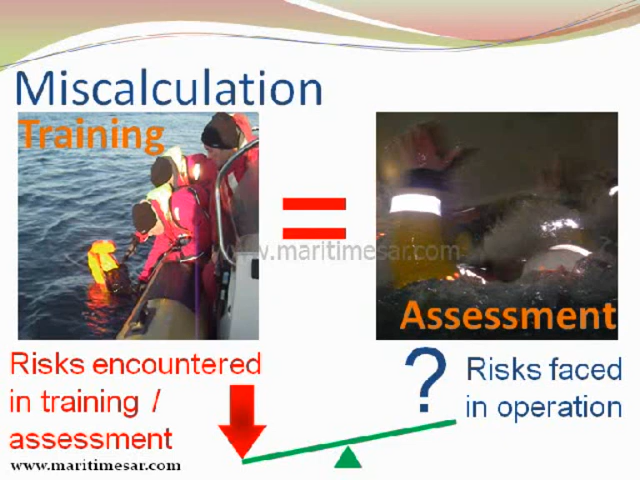 Miscalculation
Training
=
www.maritimesar.com
Assessment
Risks encountered
in training /
assessment
?
Risks faced
in operation
www.maritimesar.com